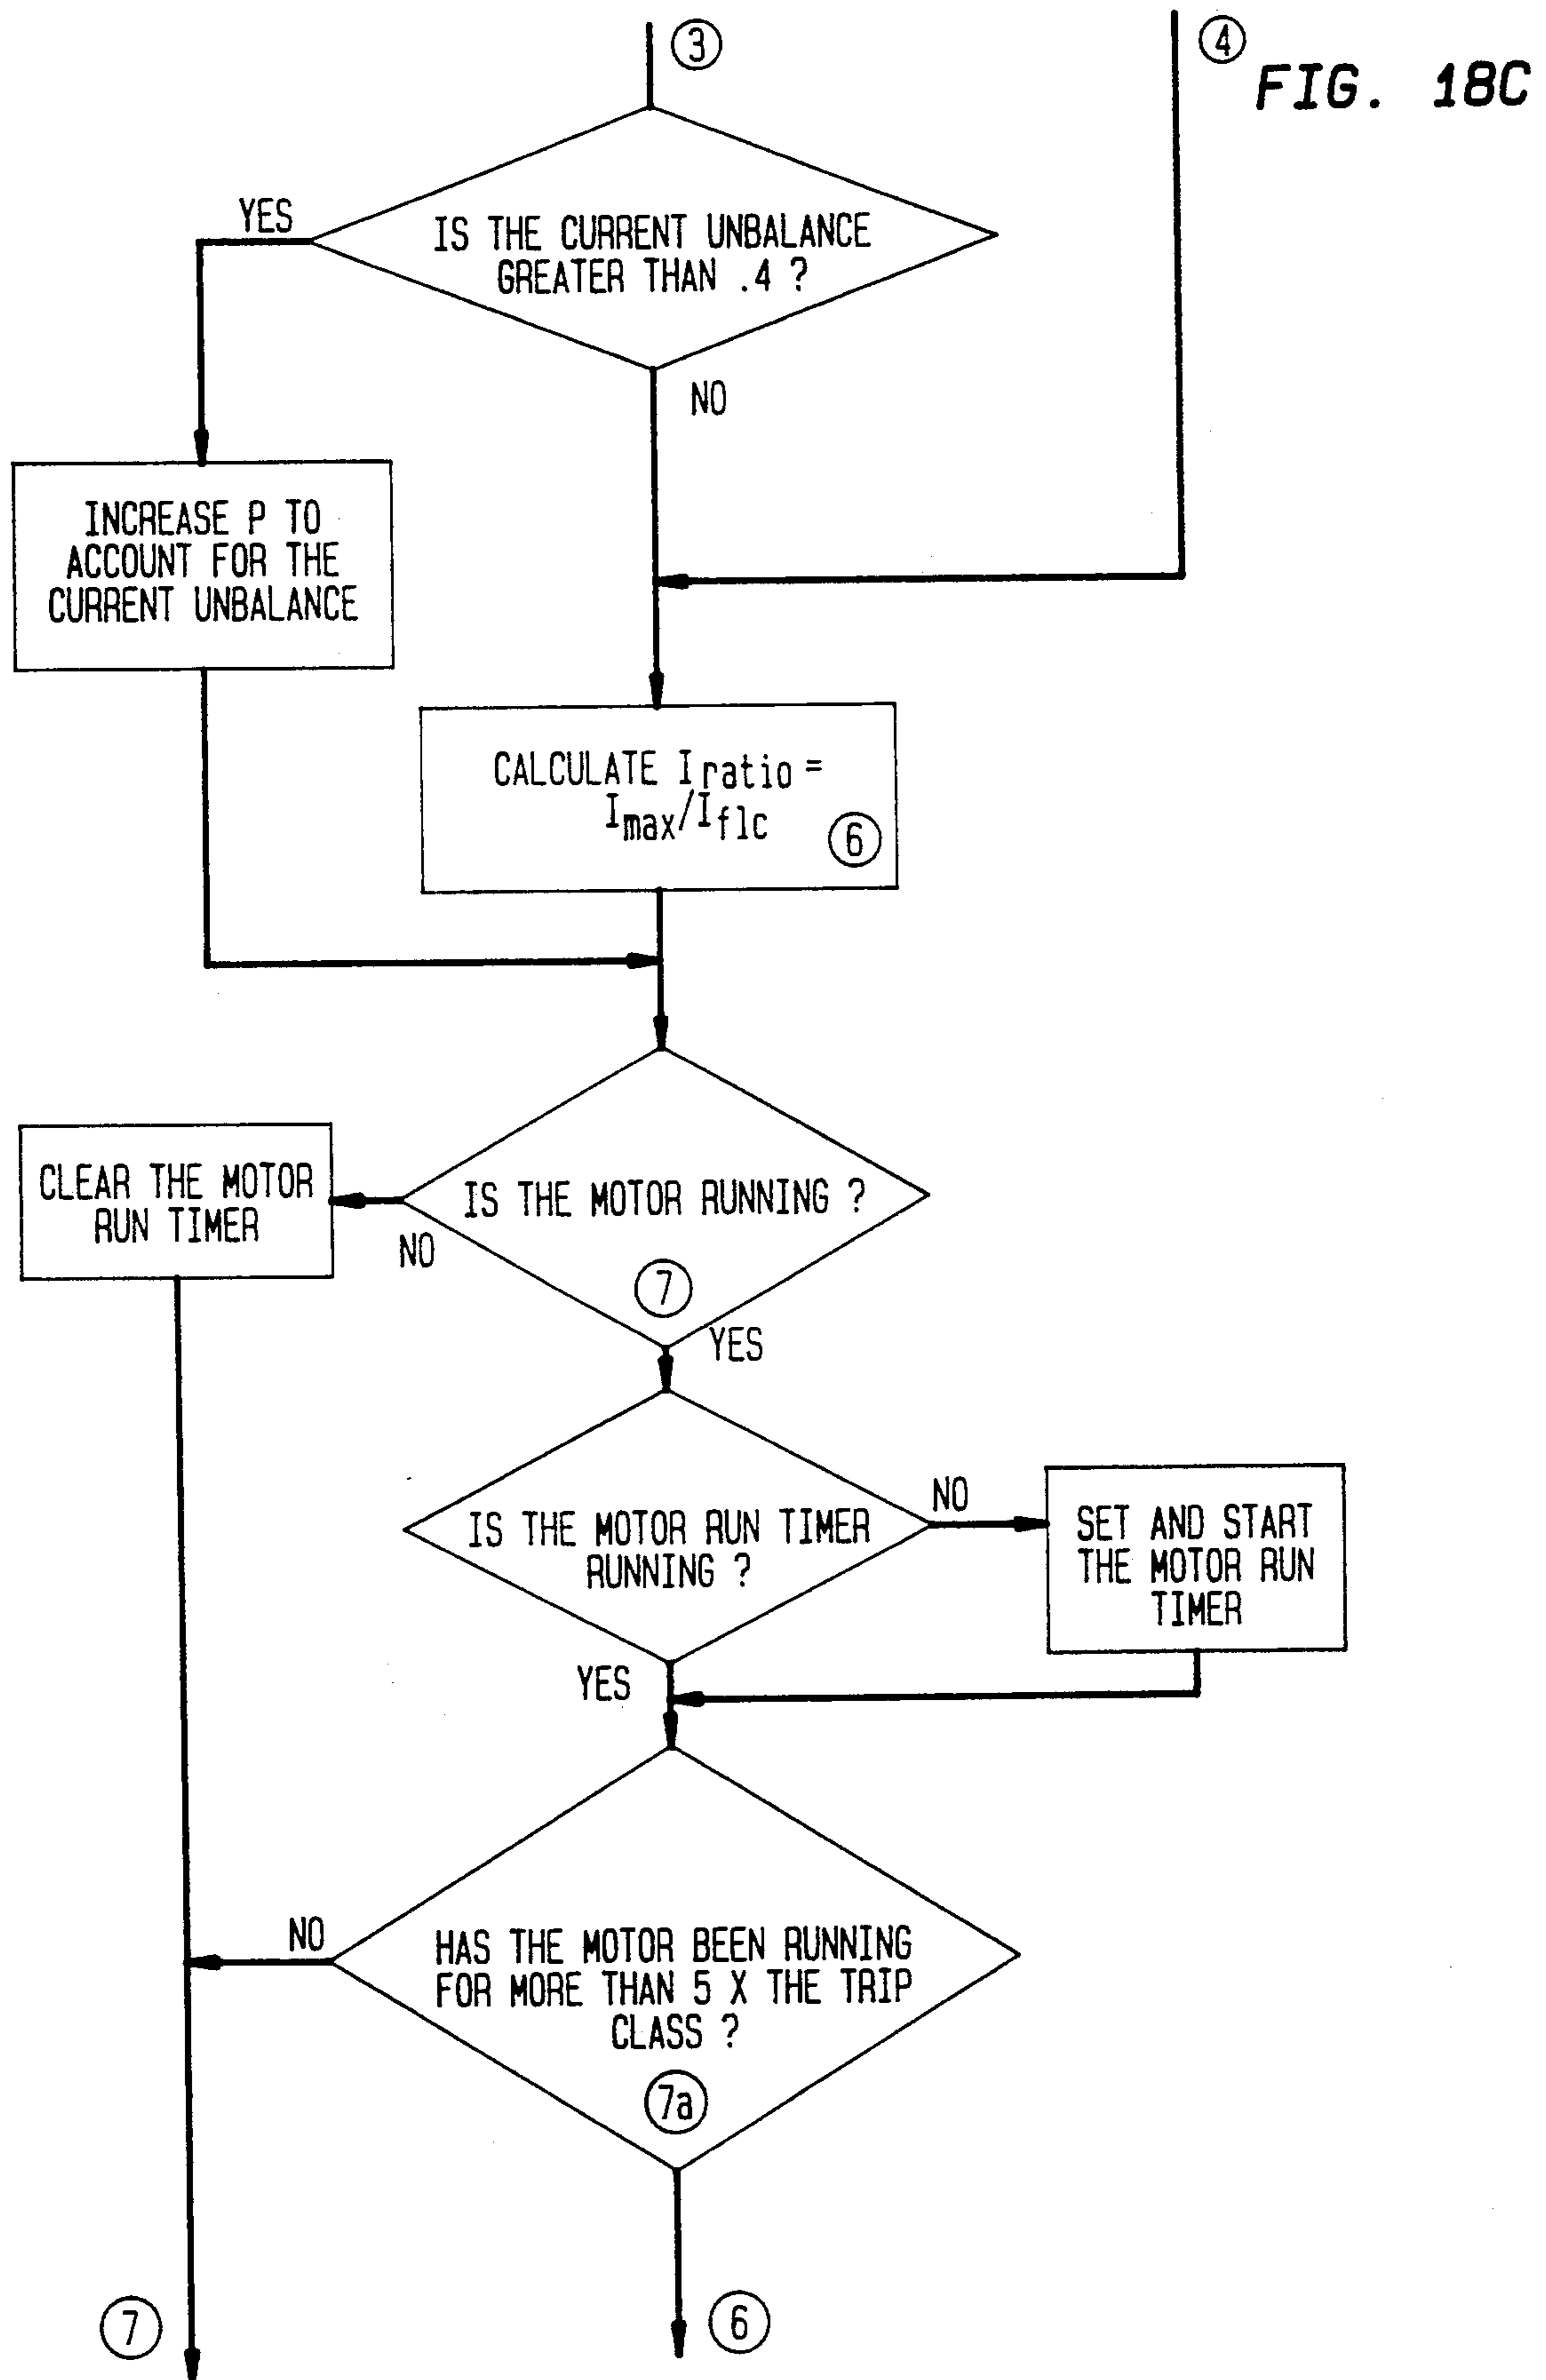 3
4
FIG. 18C
YES
IS THE CURRENT UNBALANCE
GREATER THAN .4 ?
NO
INCREASE P TO
ACCOUNT FOR THE
CURRENT UNBALANCE
CALCULATE Iratio =
Imax/Iflc
6
CLEAR THE MOTOR
RUN TIMER
NO
IS THE MOTOR RUNNING ?
7
YES
IS THE MOTOR RUN TIMER
RUNNING ?
NO
SET AND START
THE MOTOR RUN
TIMER
YES
NO
HAS THE MOTOR BEEN RUNNING
FOR MORE THAN 5 X THE TRIP
CLASS ?
7a
7
6